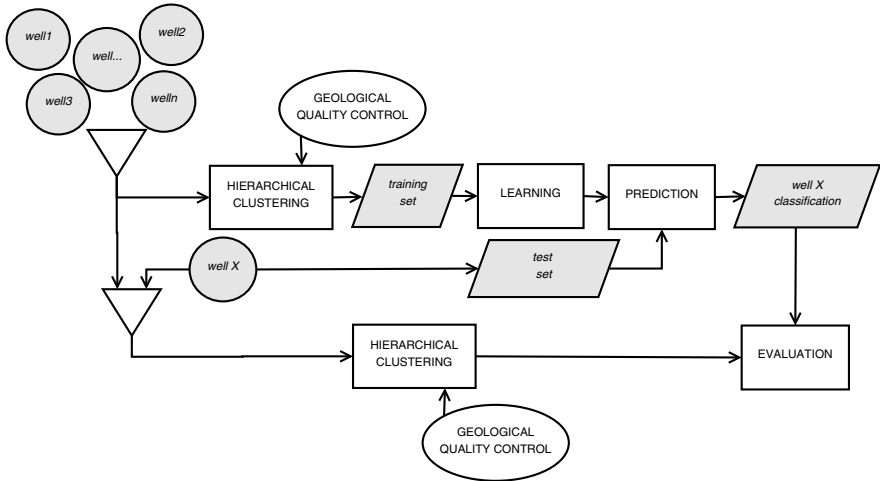 well1
well...
well2
well3
welln
GEOLOGICAL
QUALITY CONTROL
HIERARCHICAL
CLUSTERING
training
set
LEARNING
PREDICTION
well X
classification
well X
test
set
HIERARCHICAL
CLUSTERING
EVALUATION
GEOLOGICAL
QUALITY CONTROL